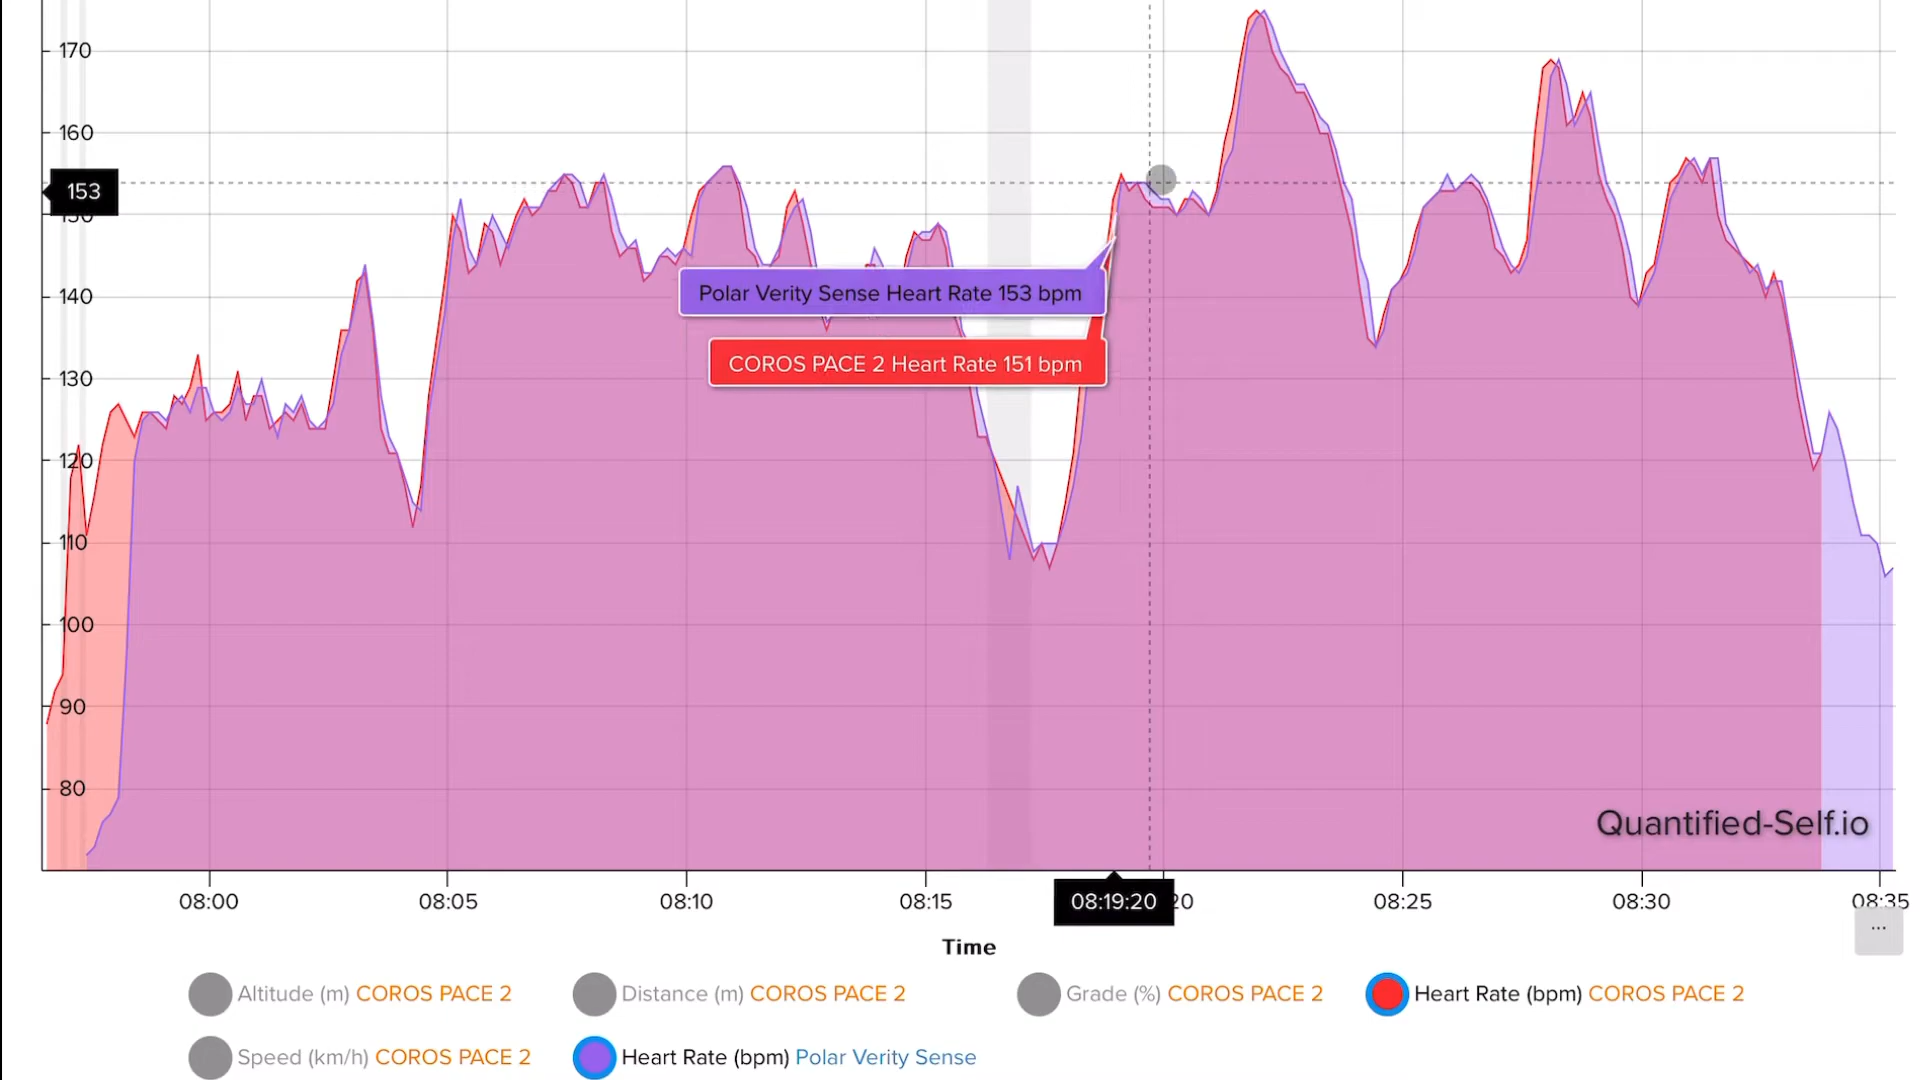 170
160
153
150
140
Polar Verity Sense Heart Rate 153 bpm
COROS PACE 2 Heart Rate 151 bpm
130
120
110
100
90
80
Quantified-Self.io
08:00 08:05 08:10 08:15 08:19:20 20 08:25 08:30 08:35
...
Time
Altitude (m) COROS PACE 2 Distance (m) COROS PACE 2 Grade (%) COROS PACE 2 Heart Rate (bpm) COROS PACE 2
Speed (km/h) COROS PACE 2 Heart Rate (bpm) Polar Verity Sense